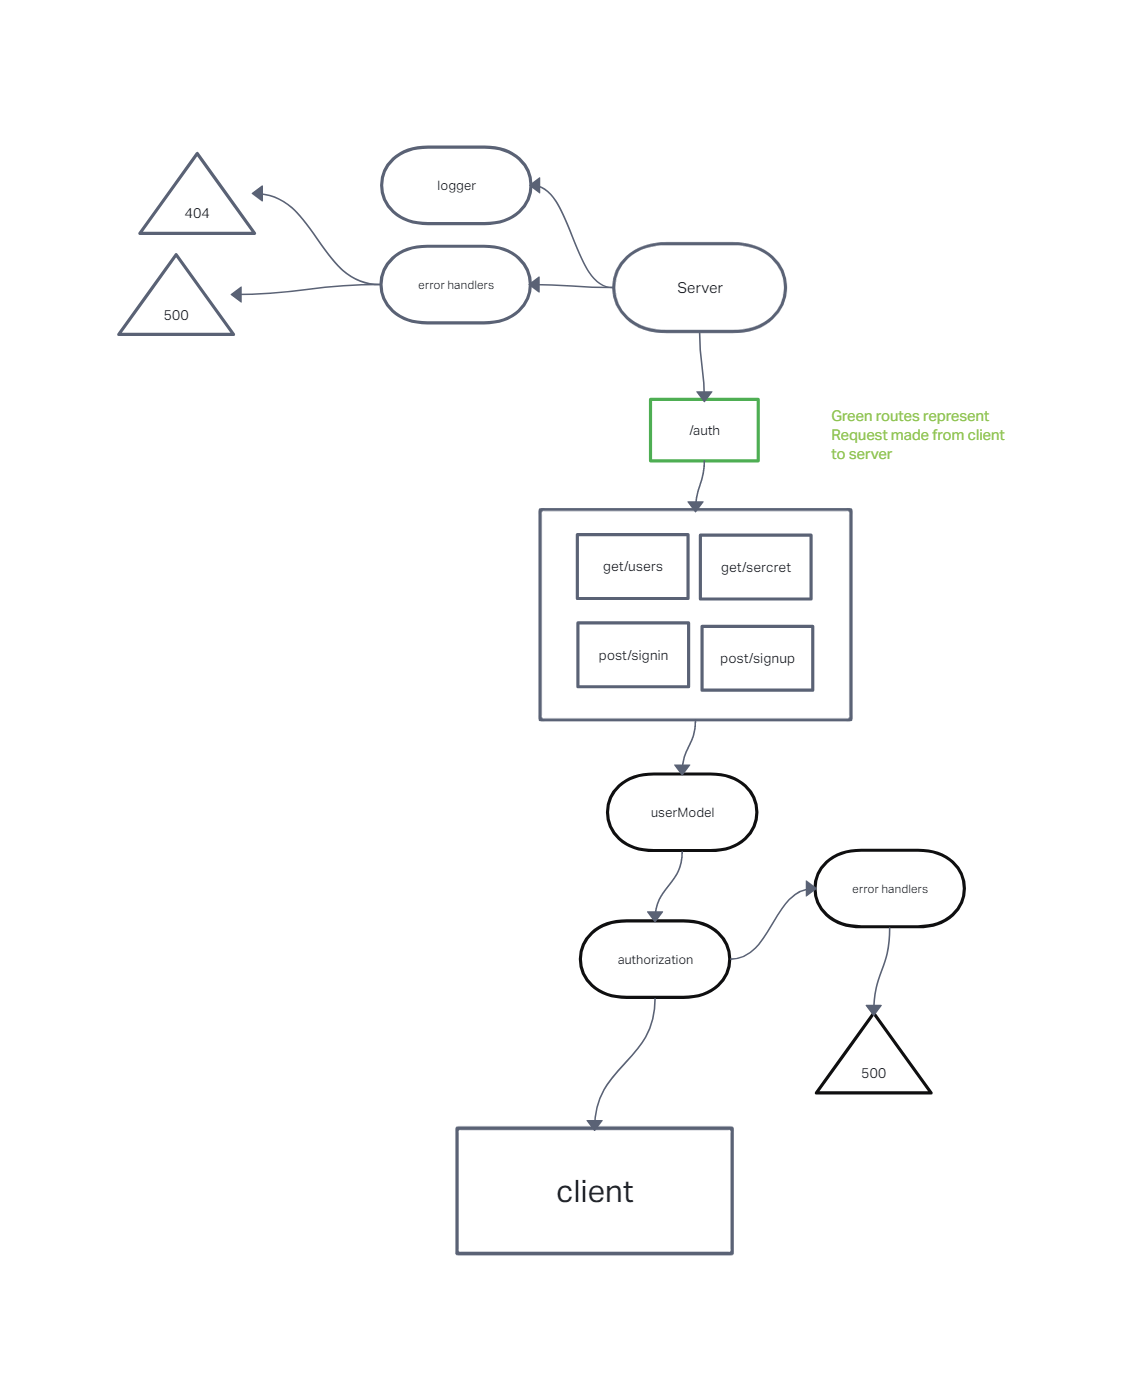 logger
404
error handlers
Server
500
/auth
Green routes represent
Request made from client
to server
get/users
get/sercret
post/signin
post/signup
userModel
error handlers
authorization
500
client